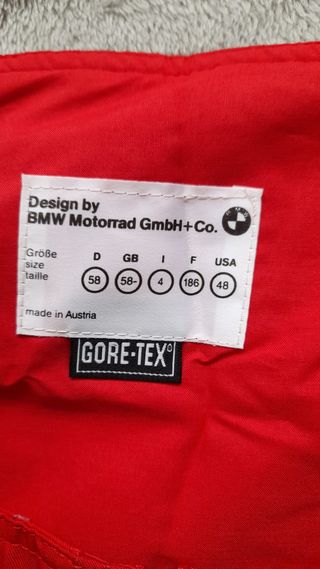 Design by
BMW Motorrad GmbH+Co.
Größe D GB I F USA
size
taille 58 58- 4 186 48
made in Austria
GORE-TEX